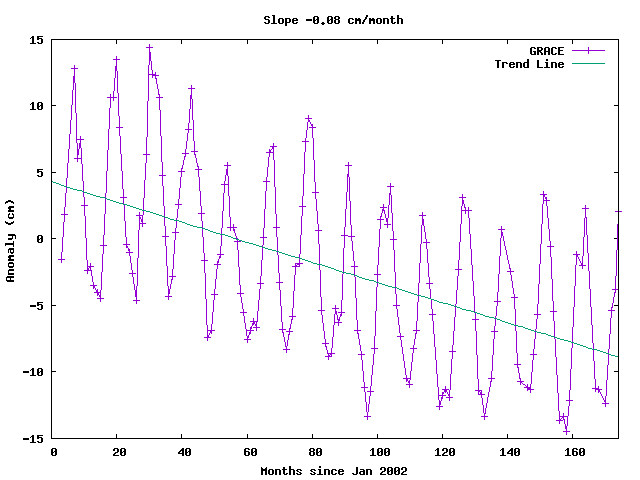 Slope -0.08 cm/month
GRACE
Trend Line
15
10
5
0
-5
-10
-15
Anomaly (cm)
0 20 40 60 80 100 120 140 160
Months since Jan 2002